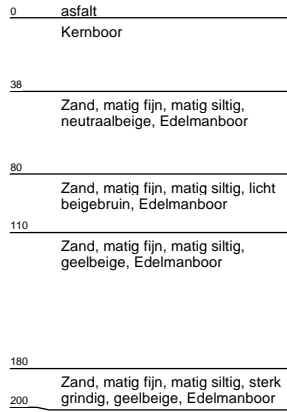 0 asfalt
Kernboor
38
Zand, matig fijn, matig siltig,
neutraalbeige, Edelmanboor
80
Zand, matig fijn, matig siltig, licht
beigebruin, Edelmanboor
110
Zand, matig fijn, matig siltig,
geelbeige, Edelmanboor
180
Zand, matig fijn, matig siltig, sterk
grindig, geelbeige, Edelmanboor
200